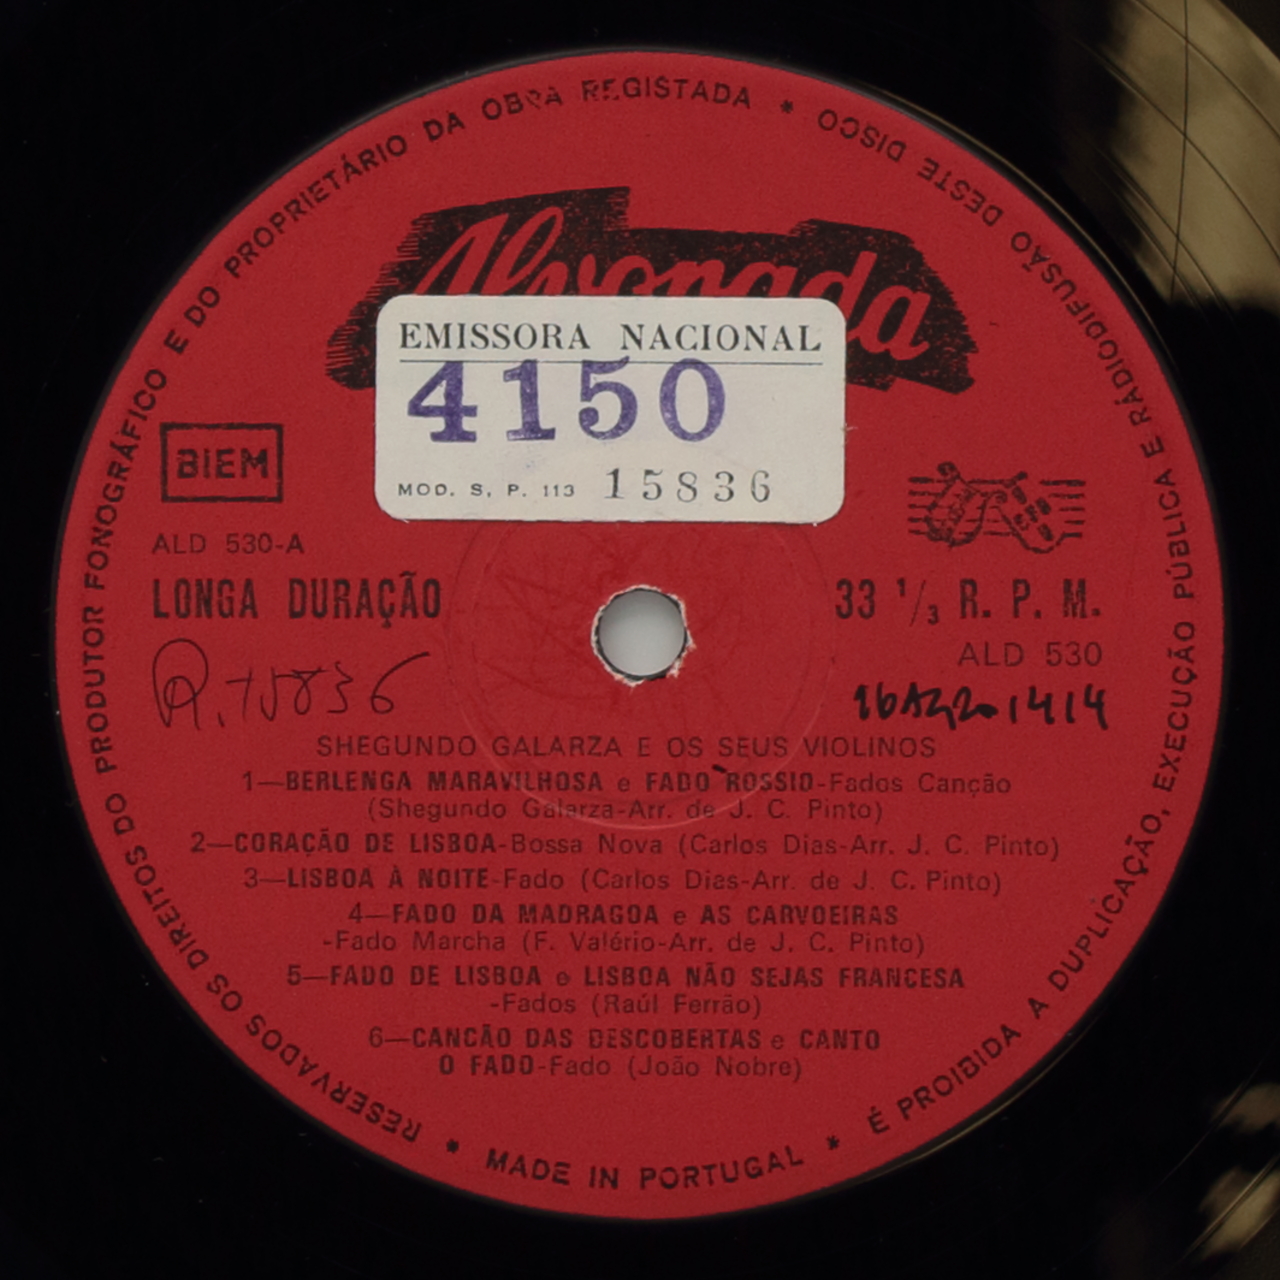 RESERVADOS OS DIREITOS DO PRODUTOR FONOGRÁFICO E DO PROPRIETÁRIO DA OBRA REGISTADA * É PROIBIDA A DUPLICAÇÃO, EXECUÇÃO PÚBLICA E RÁDIODIFUSÃO DESTE DISCO *
Alvorada
EMISSORA NACIONAL
4150
MOD. S. P. 113 15836
BIEM
ALD 530-A
LONGA DURAÇÃO
33 1/3 R. P. M.
ALD 530
R. 15836
1414
SHEGUNDO GALARZA E OS SEUS VIOLINOS
1—BERLENGA MARAVILHOSA e FADO ROSSIO-Fados Canção
(Shegundo Galarza-Arr. de J. C. Pinto)
2—CORAÇÃO DE LISBOA-Bossa Nova (Carlos Dias-Arr. J. C. Pinto)
3—LISBOA À NOITE-Fado (Carlos Dias-Arr. de J. C. Pinto)
4—FADO DA MADRAGOA e AS CARVOEIRAS
-Fado Marcha (F. Valério-Arr. de J. C. Pinto)
5—FADO DE LISBOA e LISBOA NÃO SEJAS FRANCESA
-Fados (Raúl Ferrão)
6—CANCÃO DAS DESCOBERTAS e CANTO
O FADO-Fado (João Nobre)
* MADE IN PORTUGAL *